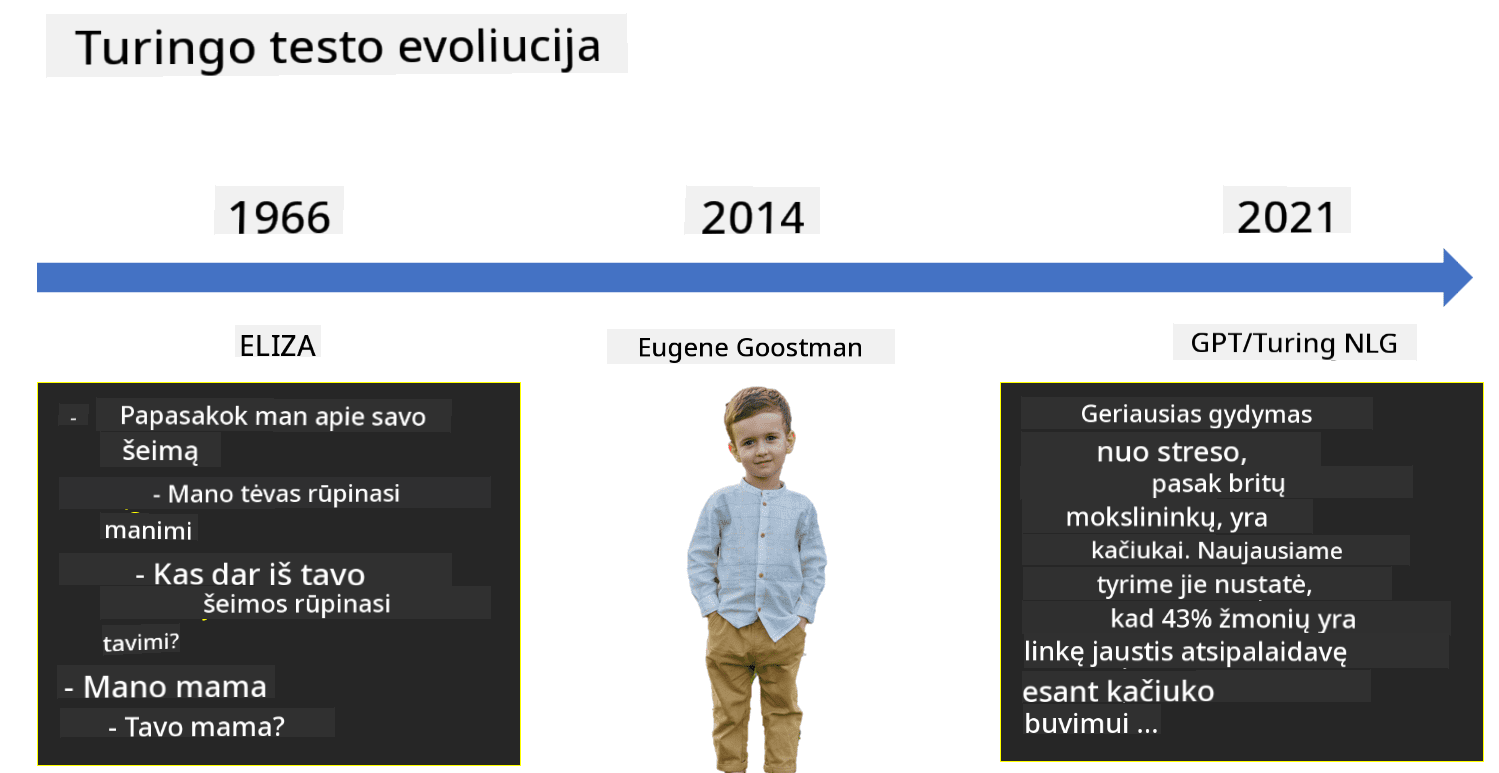 Turingo testo evoliucija
1966
2014
2021
ELIZA
Eugene Goostman
GPT/Turing NLG
- Papasakok man apie savo
šeimą
- Mano tėvas rūpinasi
manimi
- Kas dar iš tavo
šeimos rūpinasi
tavimi?
- Mano mama
- Tavo mama?
Geriausias gydymas
nuo streso,
pasak britų
mokslininkų, yra
kačiukai. Naujausiame
tyrime jie nustatė,
kad 43% žmonių yra
linkę jaustis atsipalaidavę
esant kačiuko
buvimui ...